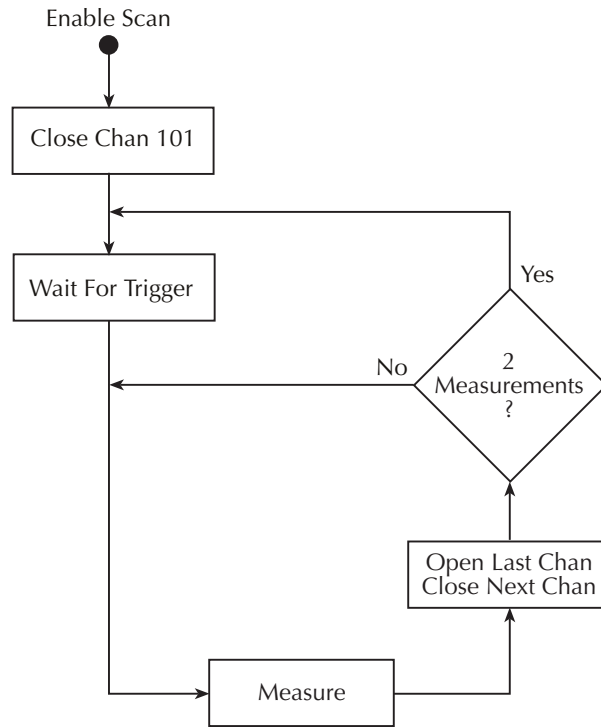 Enable Scan
Close Chan 101
Wait For Trigger
Yes
No
2
Measurements
?
Open Last Chan
Close Next Chan
Measure